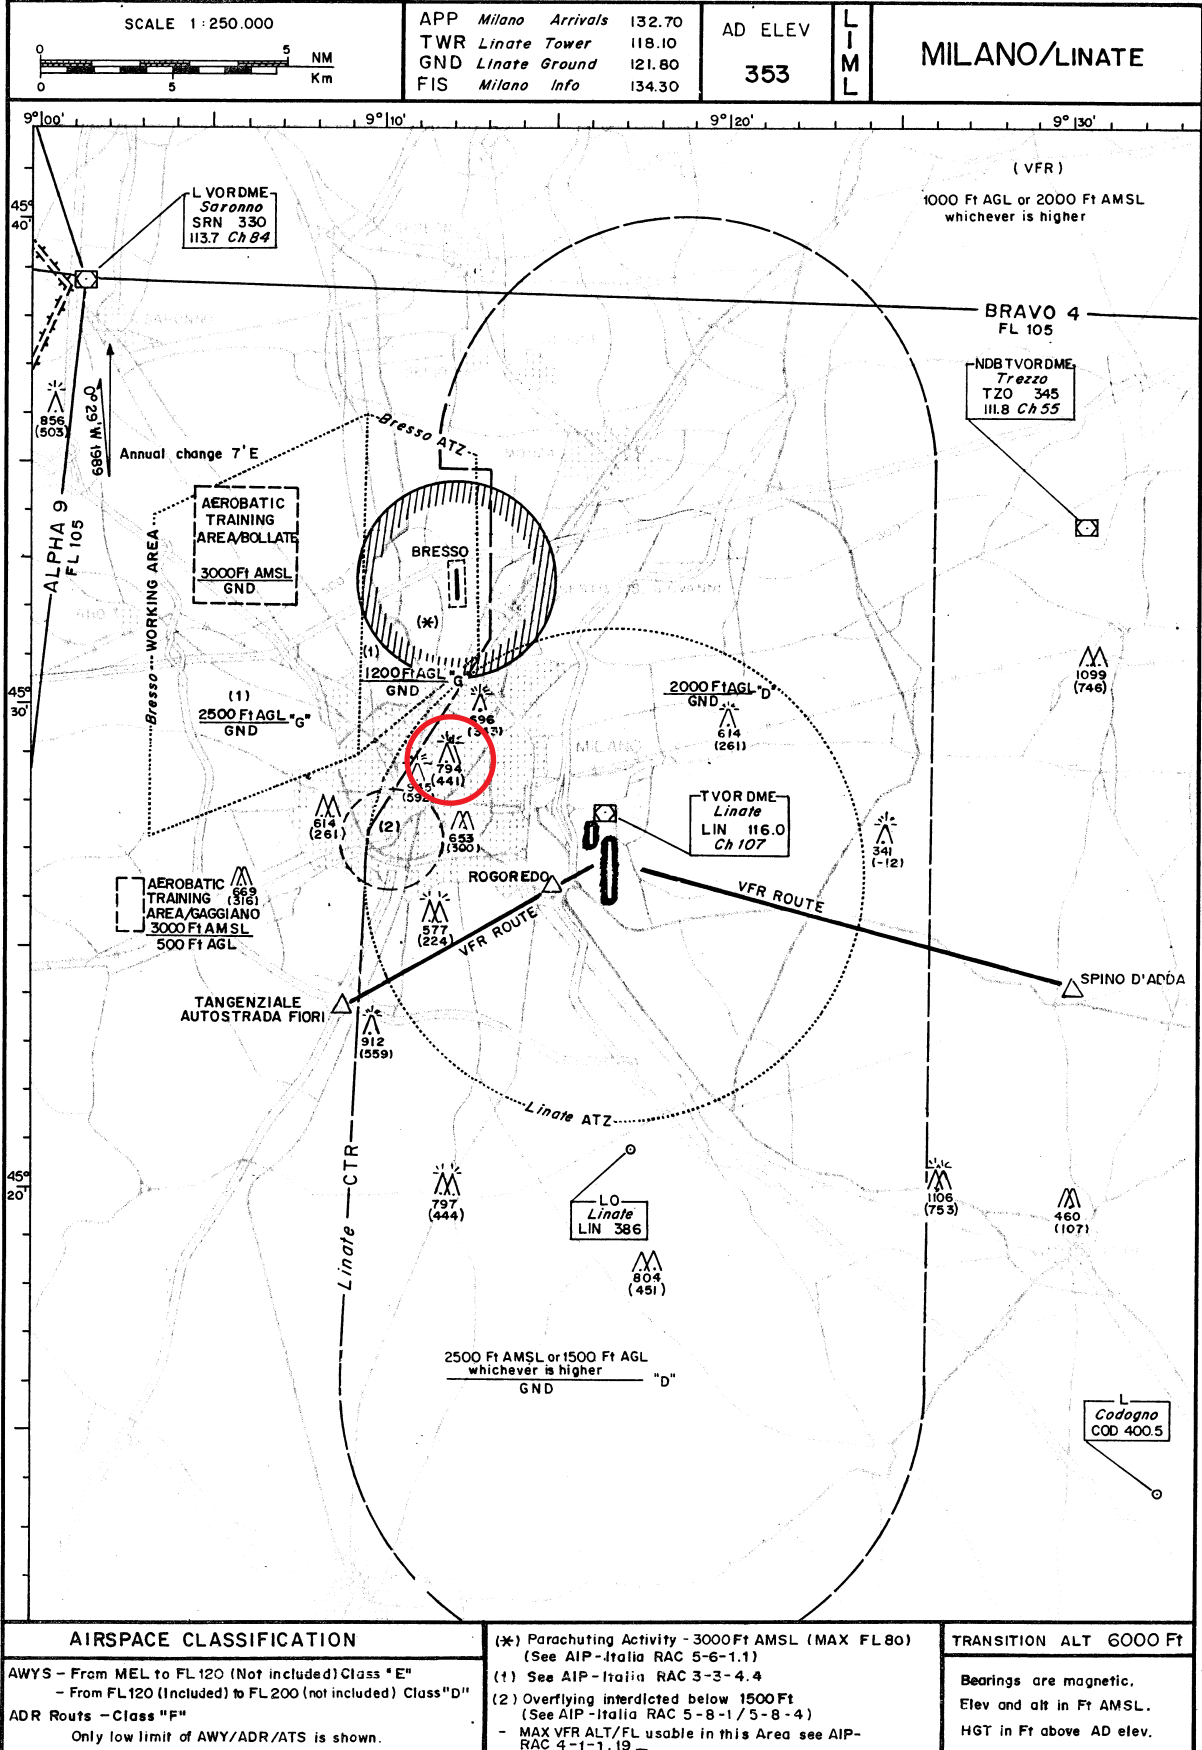 SCALE 1:250.000
0 5 NM
0 5 Km
APP Milano Arrivals 132.70
TWR Linate Tower 118.10
GND Linate Ground 121.80
FIS Milano Info 134.30
AD ELEV
353
LIML
MILANO/LINATE
9°00' 9°10' 9°20' 9°30'
(VFR)
1000 Ft AGL or 2000 Ft AMSL
whichever is higher
45°
40'
L VORDME
Saronno
SRN 330
113.7 Ch 84
BRAVO 4
FL 105
NDB TVORDME
Trezzo
TZO 345
111.8 Ch 55
856
(503)
0°29'W 1989
Annual change 7'E
Bresso ATZ
ALPHA 9
FL 105
AEROBATIC
TRAINING
AREA/BOLLATE
3000Ft AMSL
GND
Bresso WORKING AREA
BRESSO
(*)
(1)
1200 Ft AGL "G"
GND
1099
(746)
45°
30'
(1)
2500 Ft AGL "G"
GND
2000 Ft AGL "D"
GND
614
(261)
696
(343)
MILANO
794
(441)
945
(592)
614
(261)
(2)
653
(300)
TVOR DME
Linate
LIN 116.0
Ch 107
341
(-12)
669
(316)
AEROBATIC
TRAINING
AREA/GAGGIANO
3000 Ft AMSL
500 Ft AGL
ROGOREDO
577
(224)
VFR ROUTE
VFR ROUTE
SPINO D'ADDA
TANGENZIALE
AUTOSTRADA FIORI
912
(559)
Linate ATZ
45°
20'
Linate CTR
797
(444)
LO
Linate
LIN 386
1106
(753)
460
(107)
804
(451)
2500 Ft AMSL or 1500 Ft AGL
whichever is higher
GND
"D"
L
Codogno
COD 400.5
AIRSPACE CLASSIFICATION
AWYS - From MEL to FL 120 (Not included) Class "E"
- From FL 120 (Included) to FL 200 (not included) Class "D"
ADR Routs - Class "F"
Only low limit of AWY/ADR/ATS is shown.
(*) Parachuting Activity - 3000 Ft AMSL (MAX FL80)
(See AIP-Italia RAC 5-6-1.1)
(1) See AIP-Italia RAC 3-3-4.4
(2) Overflying interdicted below 1500 Ft
(See AIP-Italia RAC 5-8-1 / 5-8-4)
- MAX VFR ALT/FL usable in this Area see AIP-
RAC 4-1-1.19
TRANSITION ALT 6000 Ft
Bearings are magnetic.
Elev and alt in Ft AMSL.
HGT in Ft above AD elev.